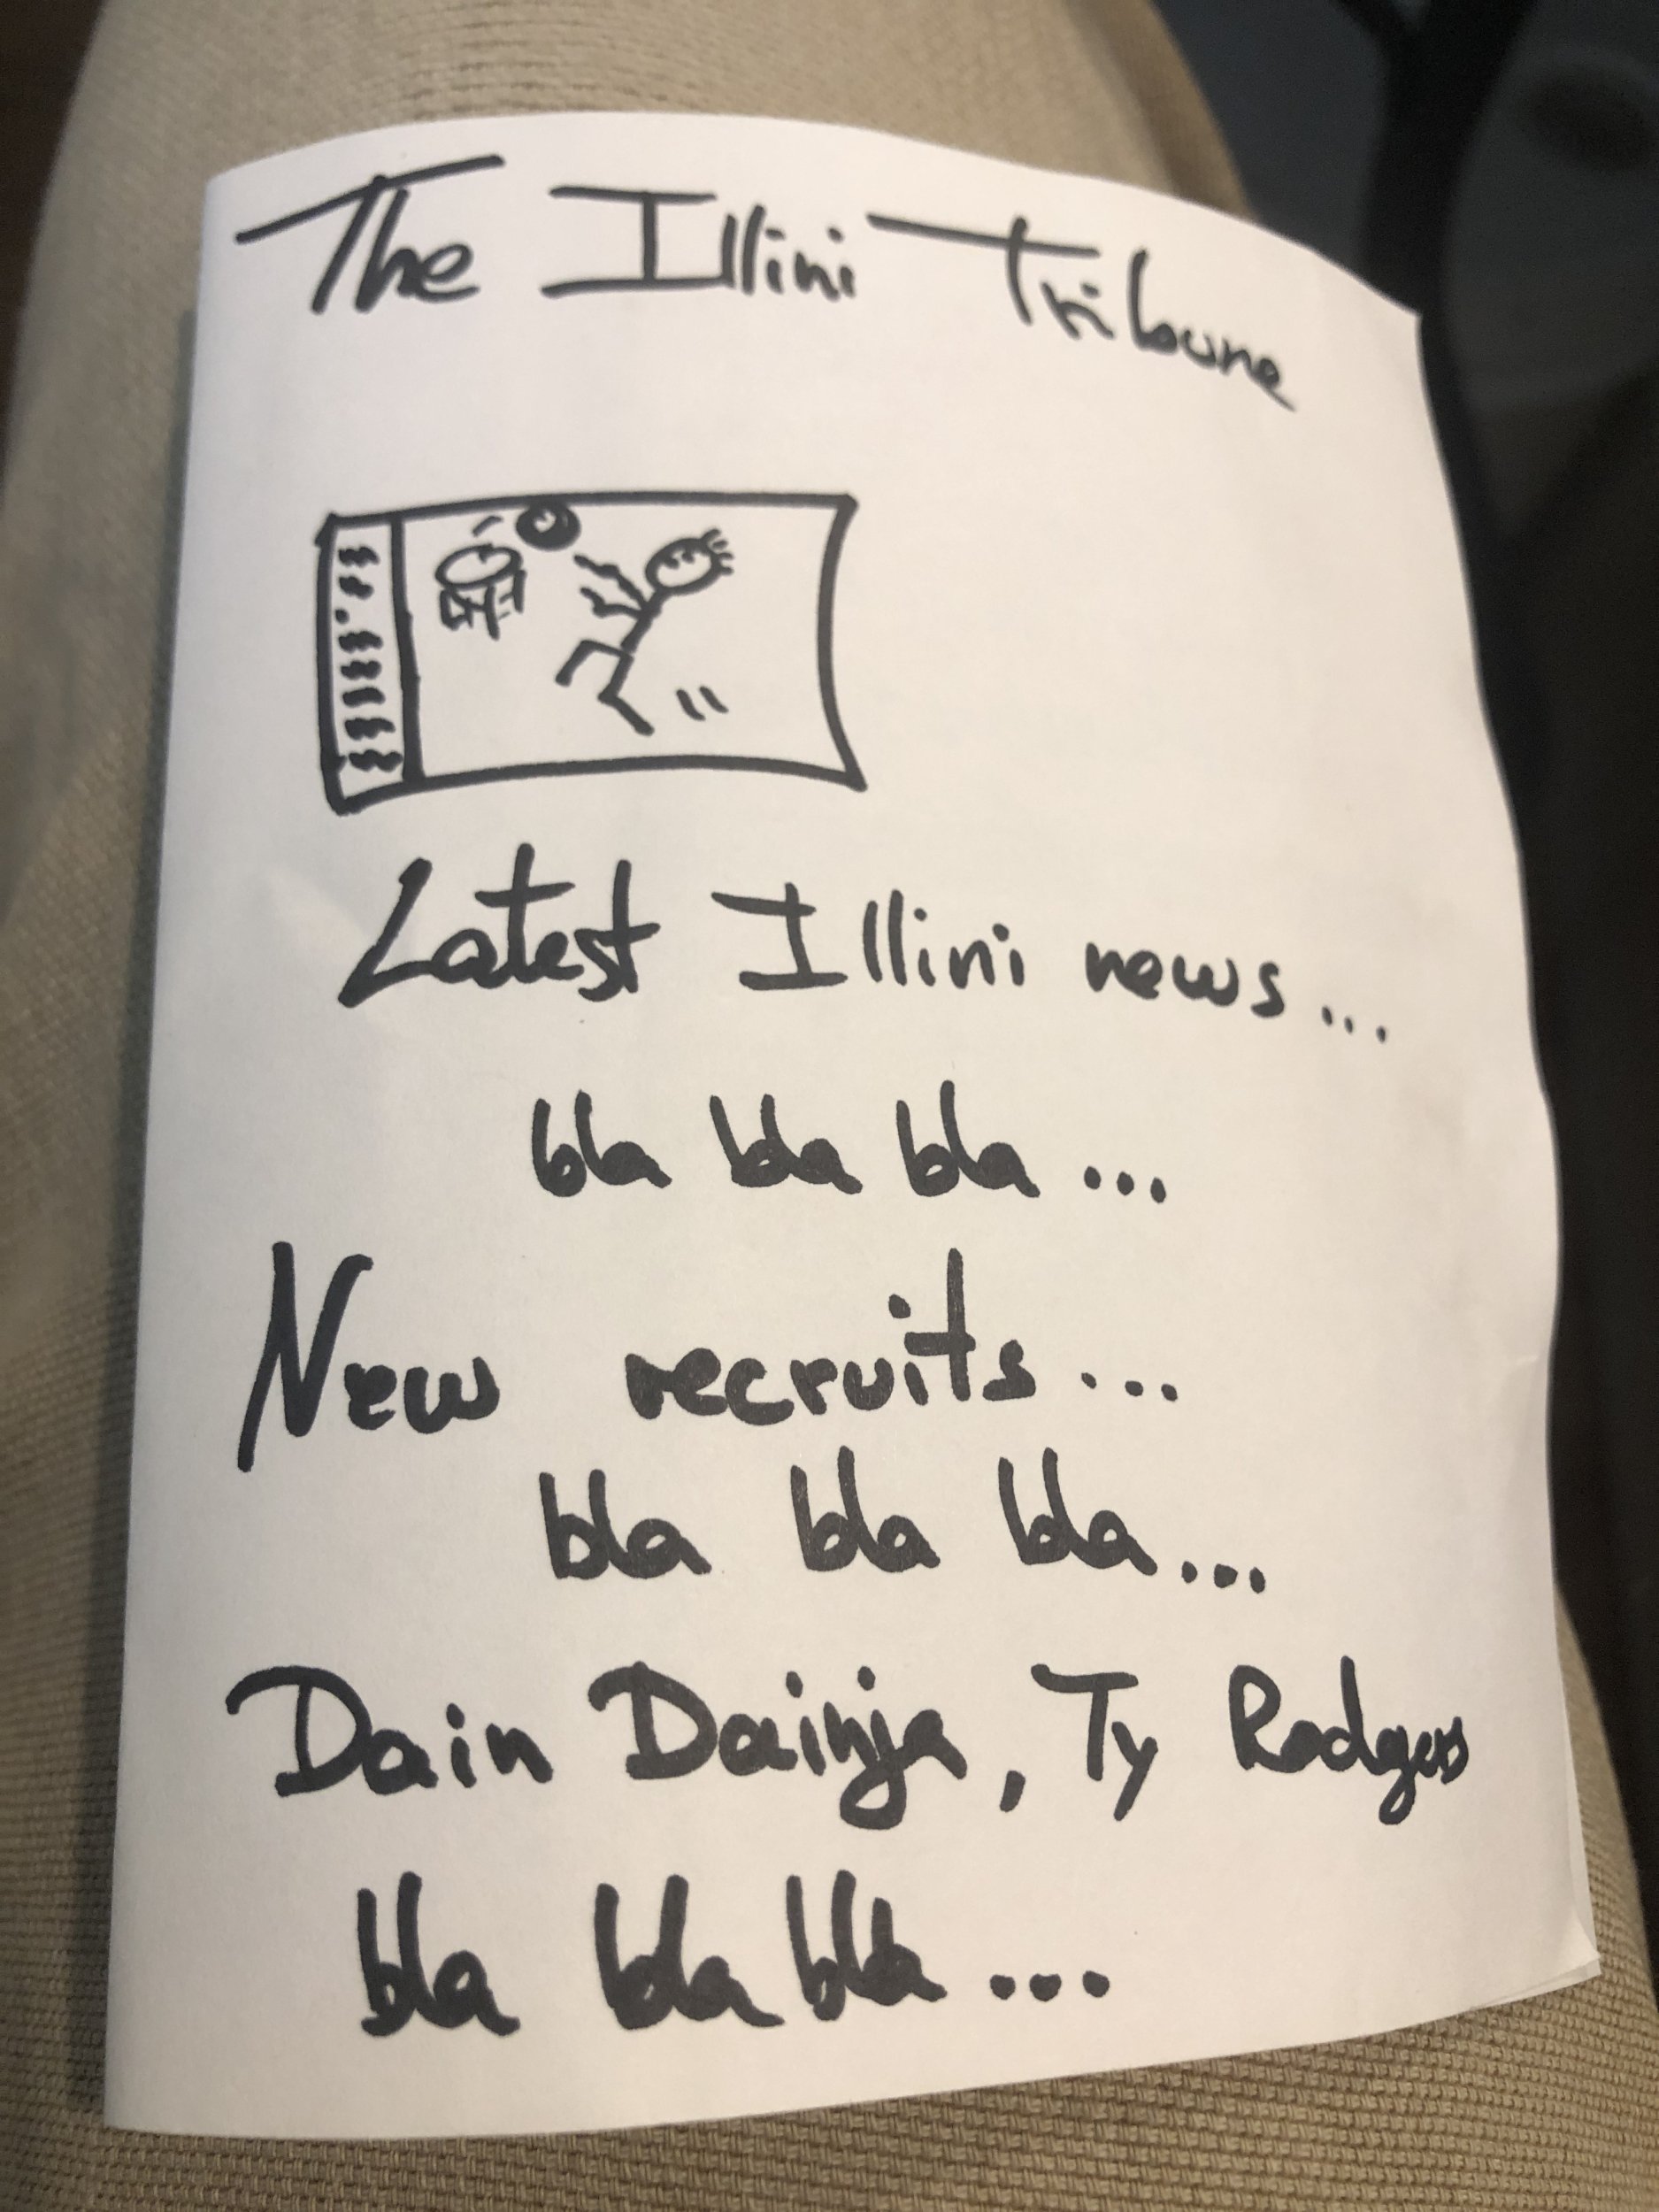 The Illini Tribune
Latest Illini news...
bla bla bla...
New recruits...
bla bla bla...
Dain Dainja, Ty Rodgers
bla bla bla...